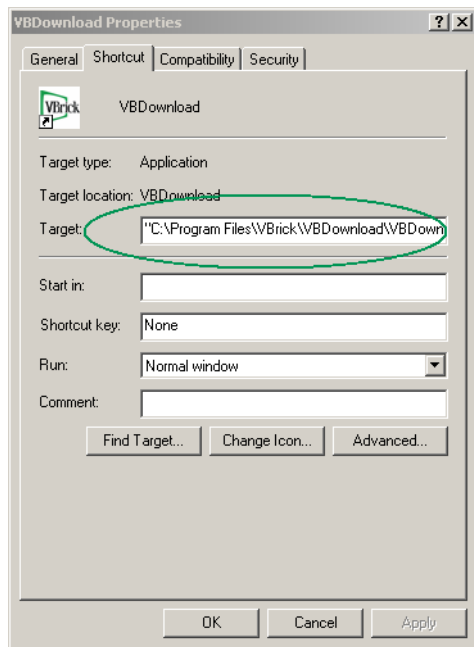 VBDownload Properties
General Shortcut Compatibility Security
VBrick
VBDownload
Target type: Application
Target location: VBDownload
Target: "C:\Program Files\VBrick\VBDownload\VBDown
Start in:
Shortcut key: None
Run: Normal window
Comment:
Find Target... Change Icon... Advanced...
OK Cancel Apply